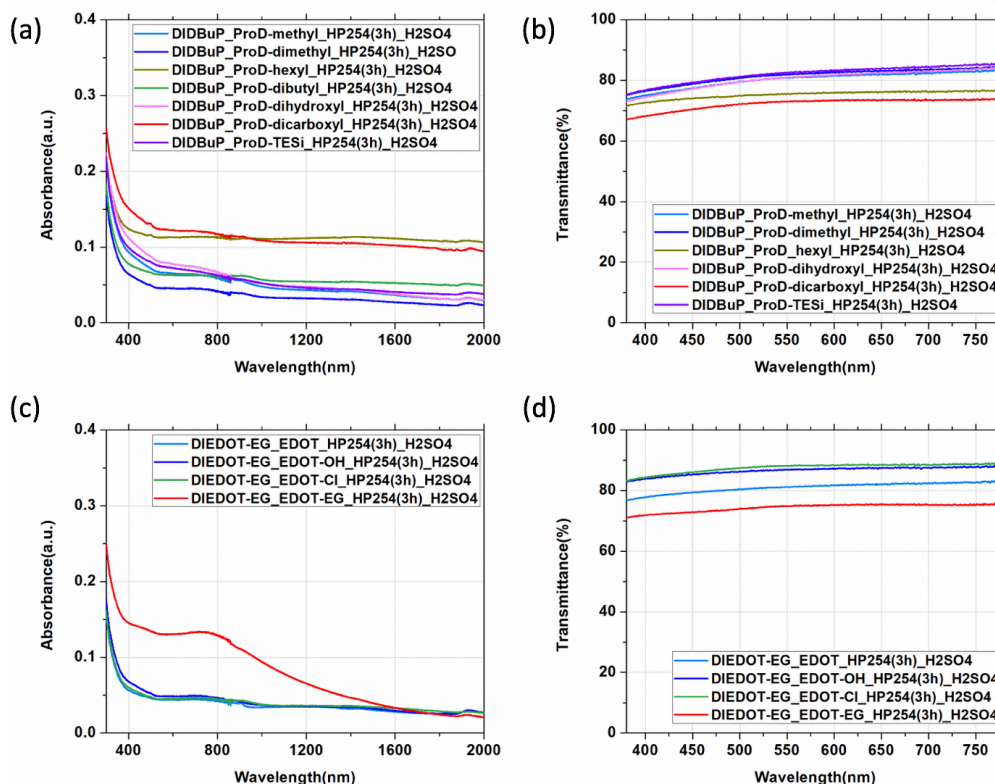 (a)
Absorbance(a.u.)
0.4
0.3
0.2
0.1
0.0
DIDBuP_ProD-methyl_HP254(3h)_H2SO4
DIDBuP_ProD-dimethyl_HP254(3h)_H2SO
DIDBuP_ProD-hexyl_HP254(3h)_H2SO4
DIDBuP_ProD-dibutyl_HP254(3h)_H2SO4
DIDBuP_ProD-dihydroxyl_HP254(3h)_H2SO4
DIDBuP_ProD-dicarboxyl_HP254(3h)_H2SO4
DIDBuP_ProD-TESi_HP254(3h)_H2SO4
400 800 1200 1600 2000
Wavelength(nm)
(b)
Transmittance(%)
100
80
60
40
20
0
DIDBuP_ProD-methyl_HP254(3h)_H2SO4
DIDBuP_ProD-dimethyl_HP254(3h)_H2SO4
DIDBuP_ProD_hexyl_HP254(3h)_H2SO4
DIDBuP_ProD-dihydroxyl_HP254(3h)_H2SO4
DIDBuP_ProD-dicarboxyl_HP254(3h)_H2SO4
DIDBuP_ProD-TESi_HP254(3h)_H2SO4
400 450 500 550 600 650 700 750
Wavelength(nm)
(c)
Absorbance(a.u.)
0.4
0.3
0.2
0.1
0.0
DIEDOT-EG_EDOT_HP254(3h)_H2SO4
DIEDOT-EG_EDOT-OH_HP254(3h)_H2SO4
DIEDOT-EG_EDOT-Cl_HP254(3h)_H2SO4
DIEDOT-EG_EDOT-EG_HP254(3h)_H2SO4
400 800 1200 1600 2000
Wavelength(nm)
(d)
Transmittance(%)
100
80
60
40
20
0
DIEDOT-EG_EDOT_HP254(3h)_H2SO4
DIEDOT-EG_EDOT-OH_HP254(3h)_H2SO4
DIEDOT-EG_EDOT-Cl_HP254(3h)_H2SO4
DIEDOT-EG_EDOT-EG_HP254(3h)_H2SO4
400 450 500 550 600 650 700 750
Wavelength(nm)